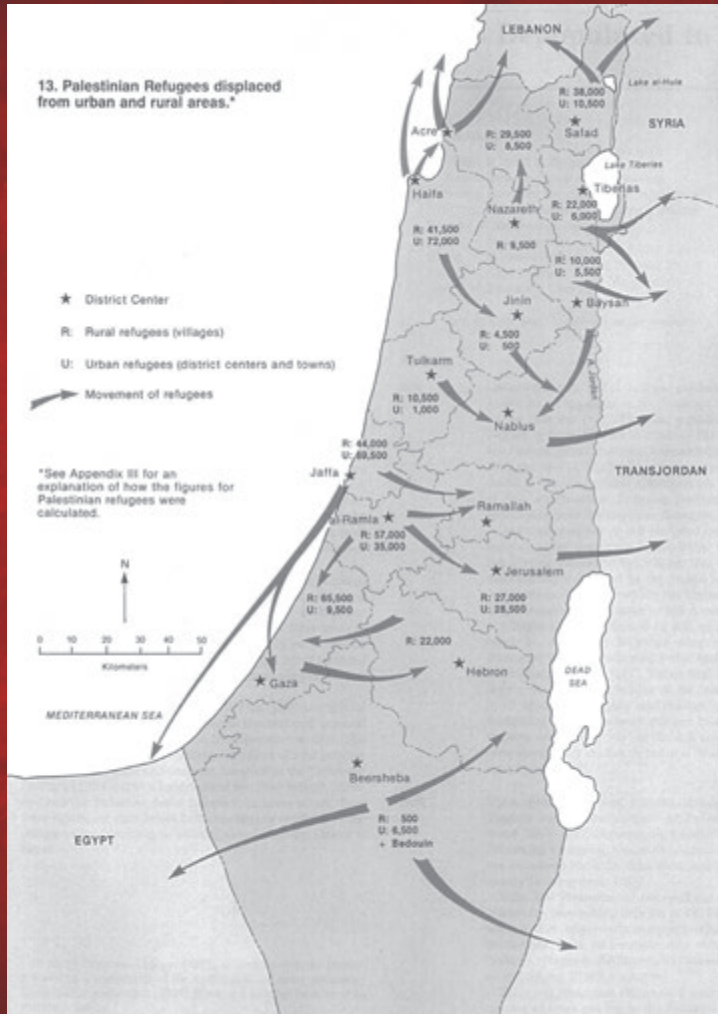 LEBANON
13. Palestinian Refugees displaced
from urban and rural areas.*
Lake al-Hule
R: 38,000
U: 10,500
Safad
SYRIA
Acre
R: 29,500
U: 8,500
Lake Tiberias
Tiberias
Haifa
R: 22,000
U: 6,000
Nazareth
R: 9,500
R: 41,500
U: 72,000
R: 10,000
U: 5,500
Baysan
Jinin
R: 4,500
U: 500
★ District Center
R: Rural refugees (villages)
U: Urban refugees (district centers and towns)
Movement of refugees
Tulkarm
R: 10,500
U: 1,000
Nablus
R. Jordan
TRANSJORDAN
R: 44,000
Jaffa
*See Appendix III for an
explanation of how the figures for
Palestinian refugees were
calculated.
al-Ramla
R: 57,000
U: 35,000
Ramallah
Jerusalem
R: 27,000
U: 28,500
N
R: 65,500
U: 9,500
0 10 20 30 40 50
Kilometers
R: 22,000
Hebron
DEAD
SEA
Gaza
MEDITERRANEAN SEA
Beersheba
R: 500
U: 6,500
+ Bedouin
EGYPT